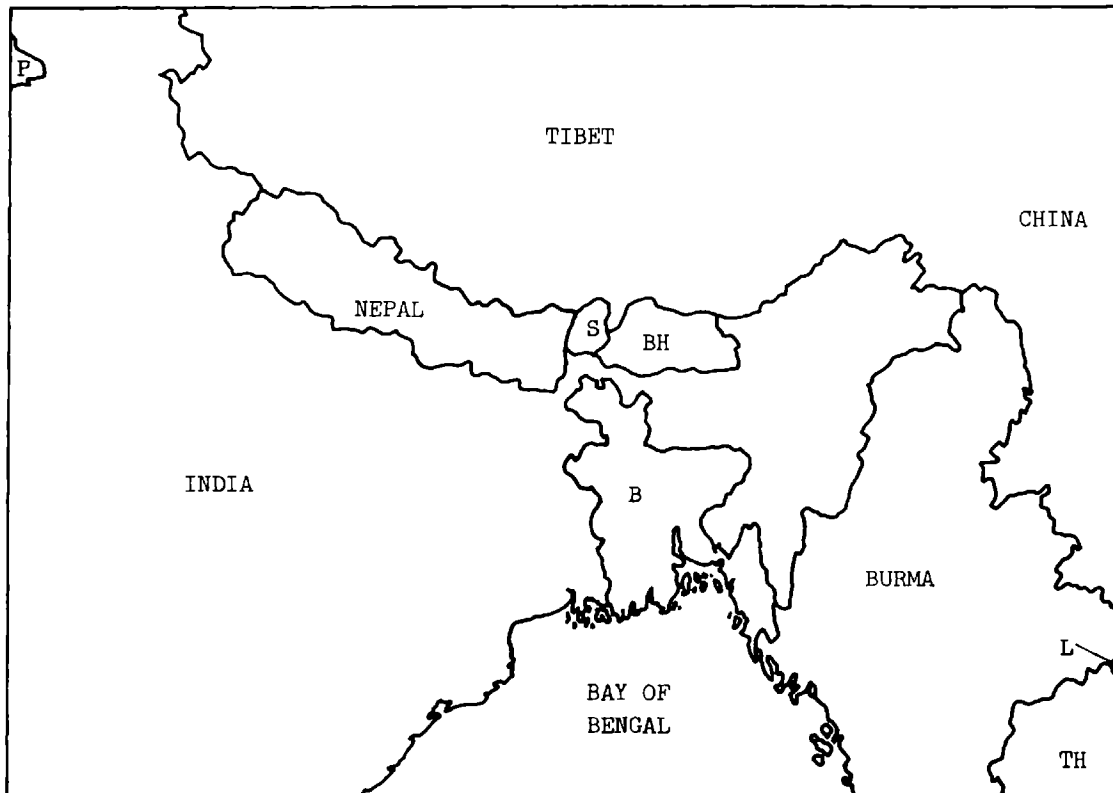 P
TIBET
CHINA
NEPAL
S
BH
INDIA
B
BURMA
L
BAY OF
BENGAL
TH